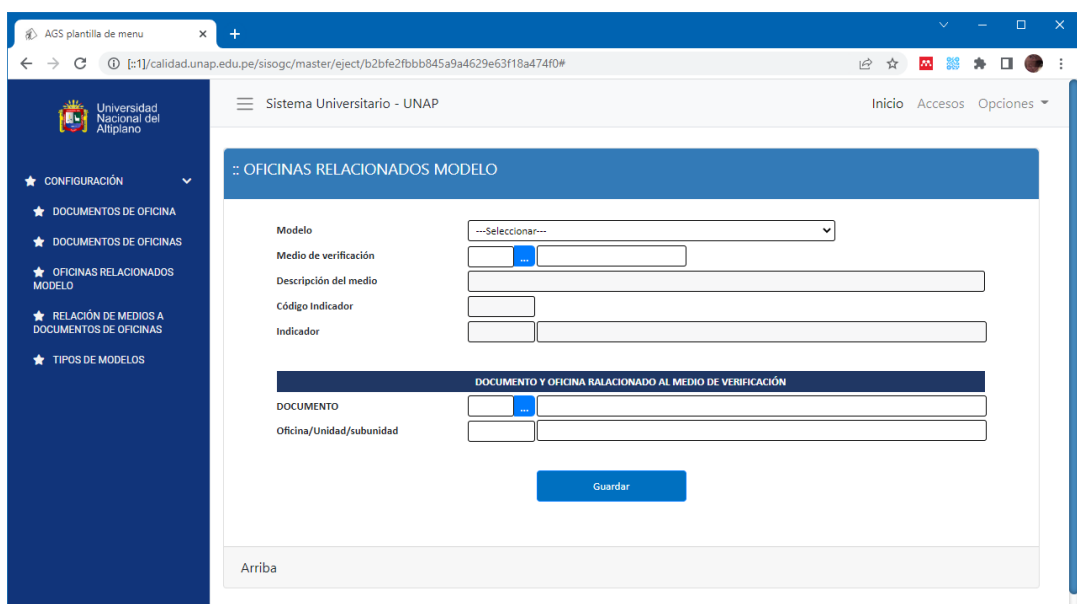 AGS plantilla de menu
[::1]/calidad.unap.edu.pe/sisogc/master/eject/b2bfe2fbbb845a9a4629e63f18a474f0#
Universidad
Nacional del
Altiplano
Sistema Universitario - UNAP
Inicio Accesos Opciones
CONFIGURACIÓN
DOCUMENTOS DE OFICINA
DOCUMENTOS DE OFICINAS
OFICINAS RELACIONADOS
MODELO
RELACIÓN DE MEDIOS A
DOCUMENTOS DE OFICINAS
TIPOS DE MODELOS
:: OFICINAS RELACIONADOS MODELO
Modelo ---Seleccionar---
Medio de verificación ...
Descripción del medio
Código Indicador
Indicador
DOCUMENTO Y OFICINA RALACIONADO AL MEDIO DE VERIFICACIÓN
DOCUMENTO ...
Oficina/Unidad/subunidad
Guardar
Arriba